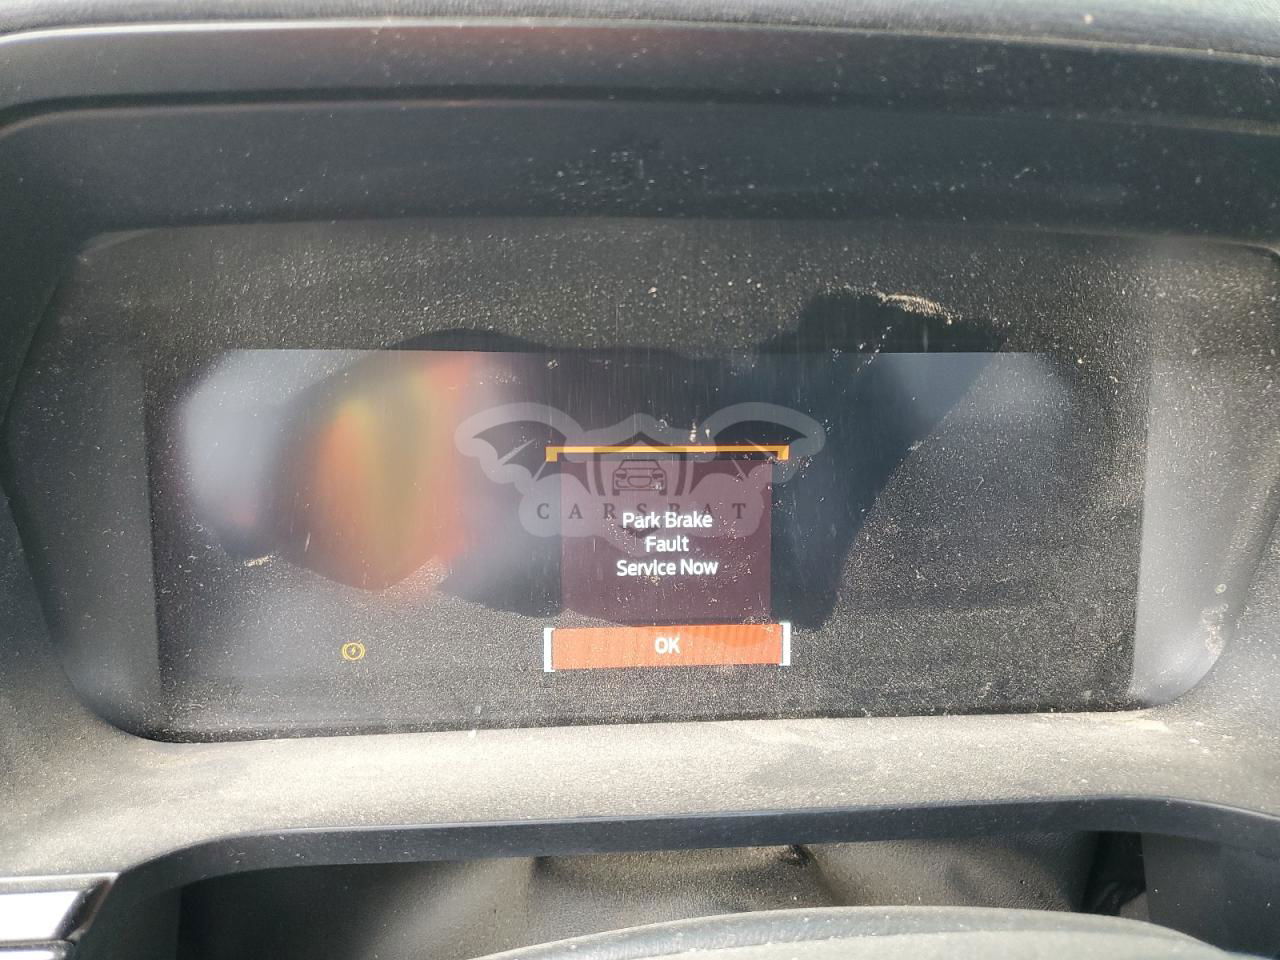 CARSBAT
Park Brake
Fault
Service Now
OK